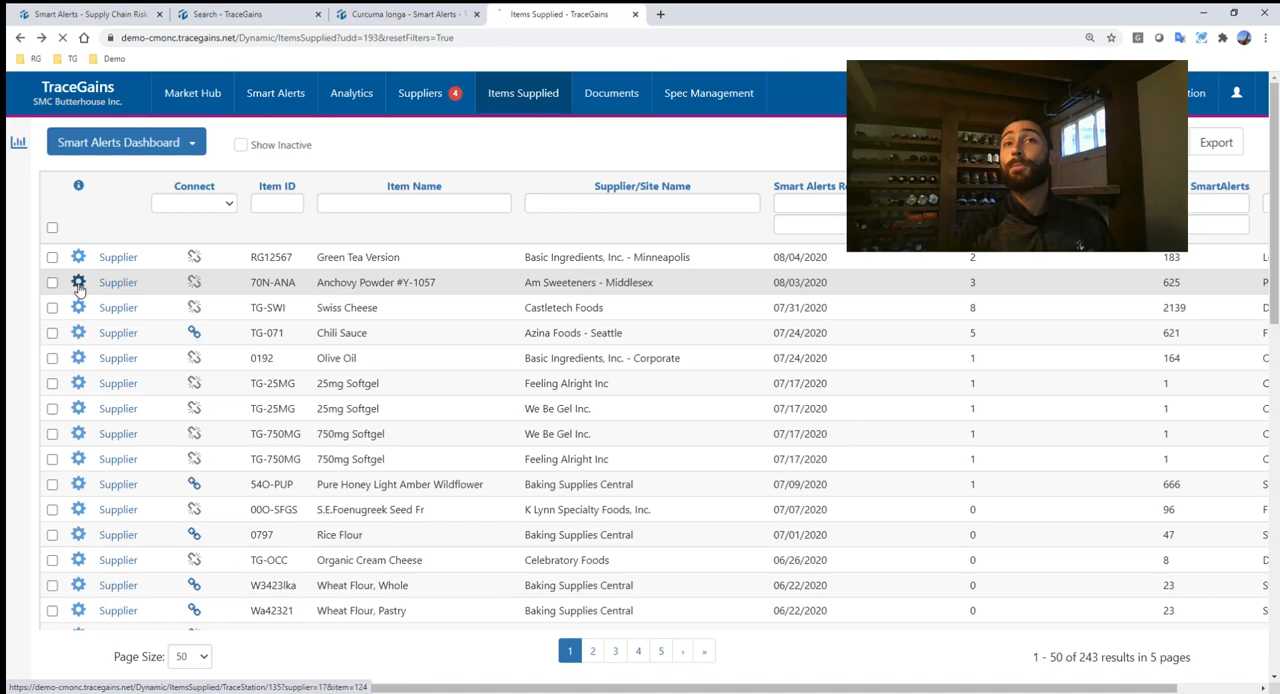 Smart Alerts - Supply Chain Risk
Search - TraceGains
Curcuma longa - Smart Alerts - T
Items Supplied - TraceGains
demo-cmonc.tracegains.net/Dynamic/ItemsSupplied?udd=193&resetFilters=True
RG TG Demo
TraceGains
SMC Butterhouse Inc.
Market Hub Smart Alerts Analytics Suppliers 4 Items Supplied Documents Spec Management
Smart Alerts Dashboard Show Inactive Export
Connect Item ID Item Name Supplier/Site Name Smart Alerts SmartAlerts
Supplier RG12567 Green Tea Version Basic Ingredients, Inc. - Minneapolis 08/04/2020 2 183
Supplier 70N-ANA Anchovy Powder #Y-1057 Am Sweeteners - Middlesex 08/03/2020 3 625
Supplier TG-SWI Swiss Cheese Castletech Foods 07/31/2020 8 2139
Supplier TG-071 Chili Sauce Azina Foods - Seattle 07/24/2020 5 621
Supplier 0192 Olive Oil Basic Ingredients, Inc. - Corporate 07/24/2020 1 164
Supplier TG-25MG 25mg Softgel Feeling Alright Inc 07/17/2020 1 1
Supplier TG-25MG 25mg Softgel We Be Gel Inc. 07/17/2020 1 1
Supplier TG-750MG 750mg Softgel We Be Gel Inc. 07/17/2020 1 1
Supplier TG-750MG 750mg Softgel Feeling Alright Inc 07/17/2020 1 1
Supplier 54O-PUP Pure Honey Light Amber Wildflower Baking Supplies Central 07/09/2020 1 666
Supplier 00O-SFGS S.E.Foenugreek Seed Fr K Lynn Specialty Foods, Inc. 07/07/2020 0 96
Supplier 0797 Rice Flour Baking Supplies Central 07/01/2020 0 47
Supplier TG-OCC Organic Cream Cheese Celebratory Foods 06/26/2020 0 8
Supplier W3423lka Wheat Flour, Whole Baking Supplies Central 06/22/2020 0 23
Supplier Wa42321 Wheat Flour, Pastry Baking Supplies Central 06/22/2020 0 23
Page Size: 50 1 2 3 4 5 › » 1 - 50 of 243 results in 5 pages
https://demo-cmonc.tracegains.net/Dynamic/ItemsSupplied/TraceStation/135?supplier=17&item=124